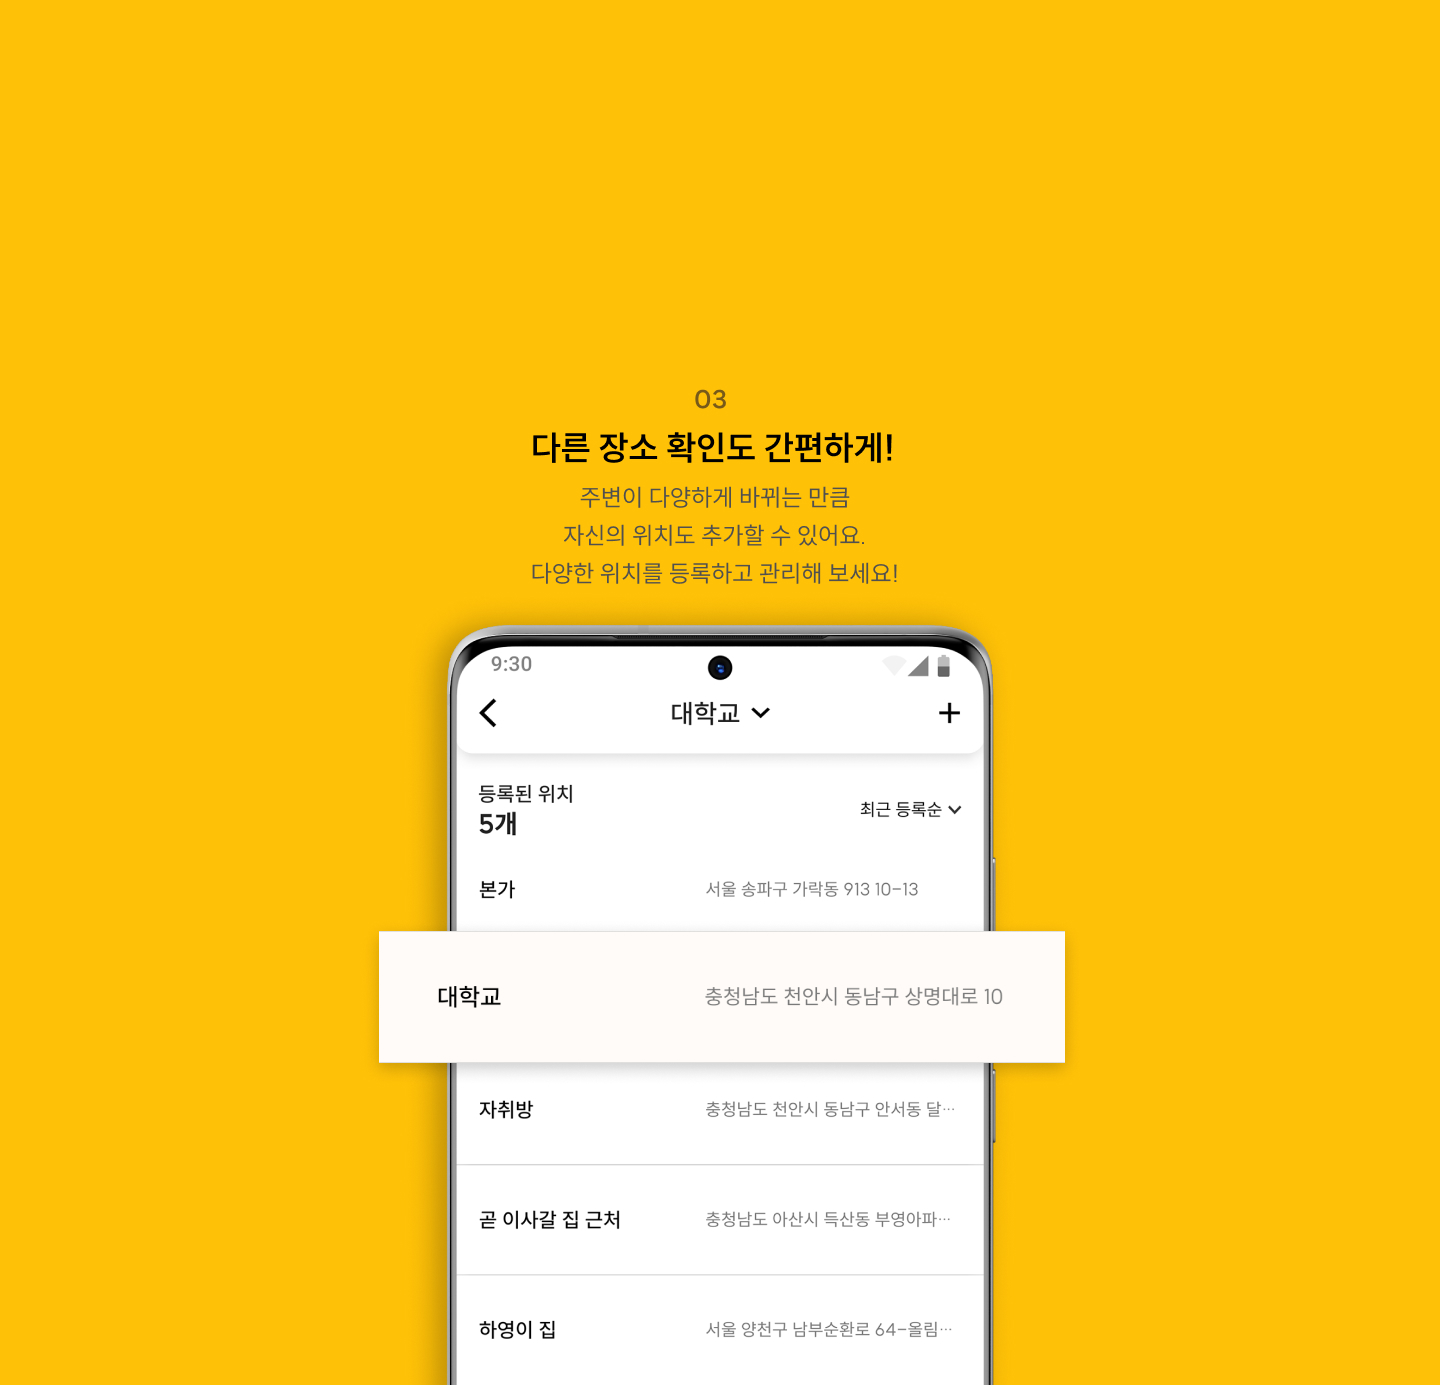 03
다른 장소 확인도 간편하게!
주변이 다양하게 바뀌는 만큼
자신의 위치도 추가할 수 있어요.
다양한 위치를 등록하고 관리해 보세요!
9:30
대학교
등록된 위치
5개
최근 등록순
본가 서울 송파구 가락동 913 10-13
대학교 충청남도 천안시 동남구 상명대로 10
자취방 충청남도 천안시 동남구 안서동 달…
곧 이사갈 집 근처 충청남도 아산시 득산동 부영아파…
하영이 집 서울 양천구 남부순환로 64-올림…